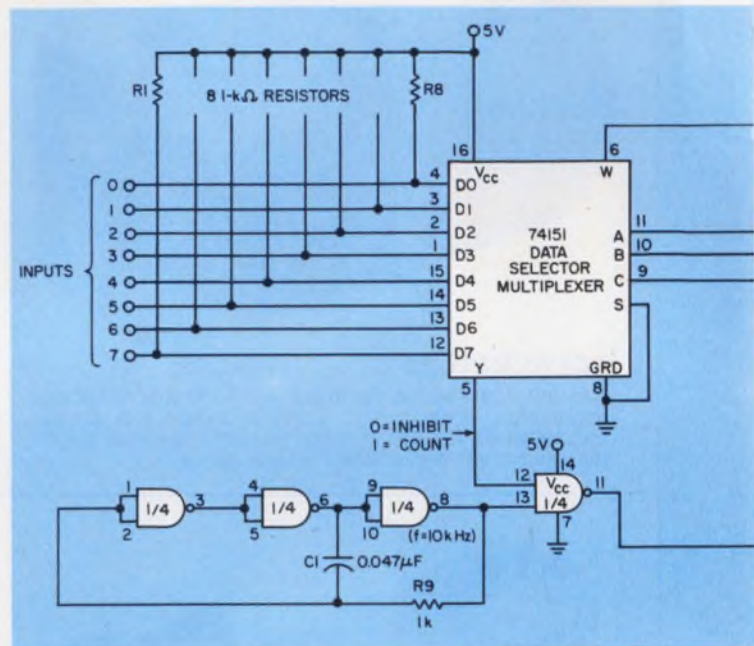 5V
R1
8 1-kΩ RESISTORS
R8
16
6
VCC
W
INPUTS
0
4
D0
1
3
D1
2
2
D2
3
1
D3
4
15
D4
5
14
D5
6
13
D6
7
12
D7
74151
DATA
SELECTOR
MULTIPLEXER
A
11
B
10
C
9
S
Y
GRD
5
8
0=INHIBIT
1= COUNT
5V
14
12
13
VCC
1/4
11
7
1
2
1/4
3
4
5
1/4
6
9
10
1/4
8
(f=10kHz)
C1
0.047μF
R9
1k